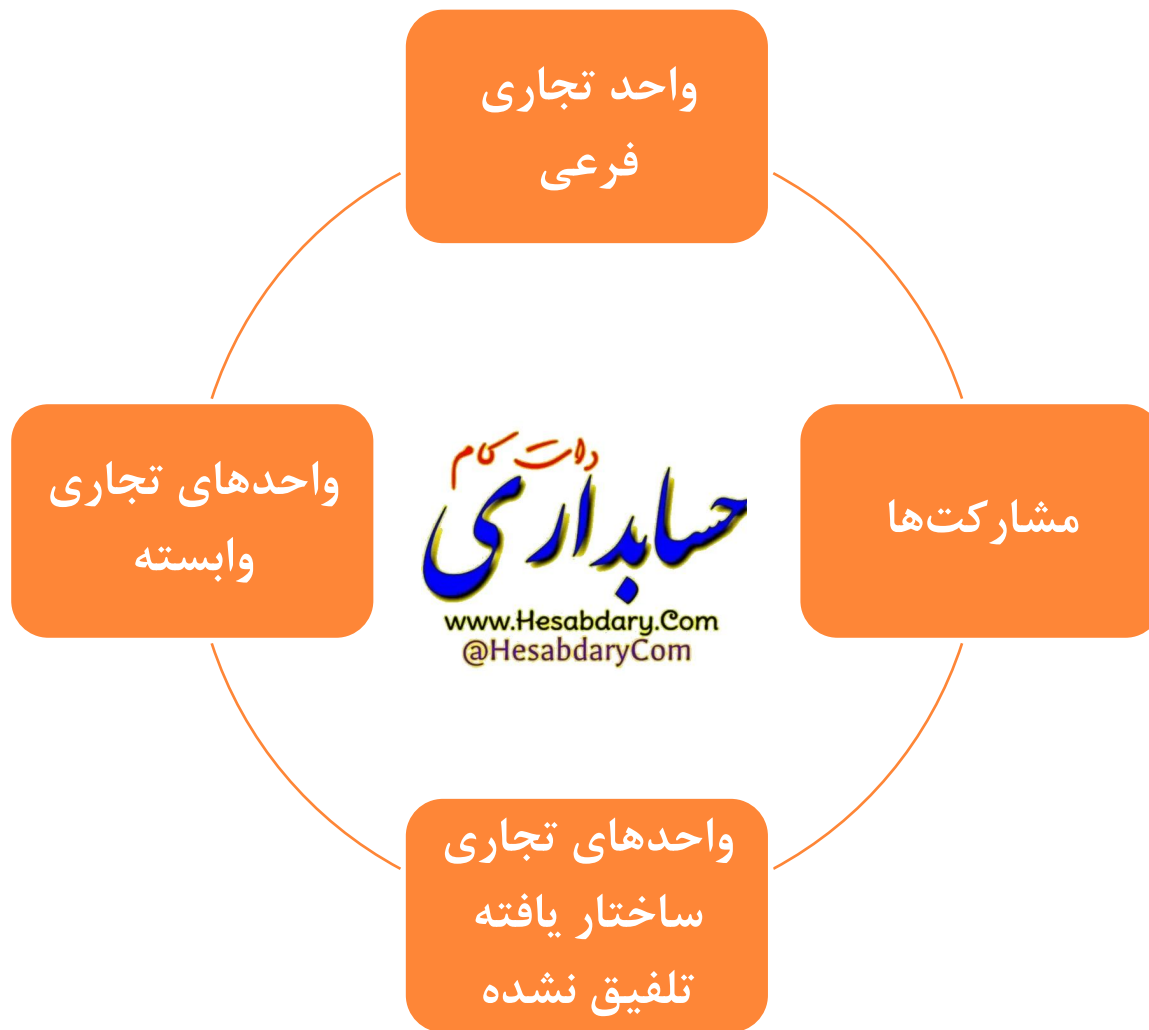 واحد تجاری
فرعی
مشارکت‌ها
واحدهای تجاری
ساختار یافته
تلفیق نشده
واحدهای تجاری
وابسته
دات کام
حسابداری
www.Hesabdary.Com
@HesabdaryCom